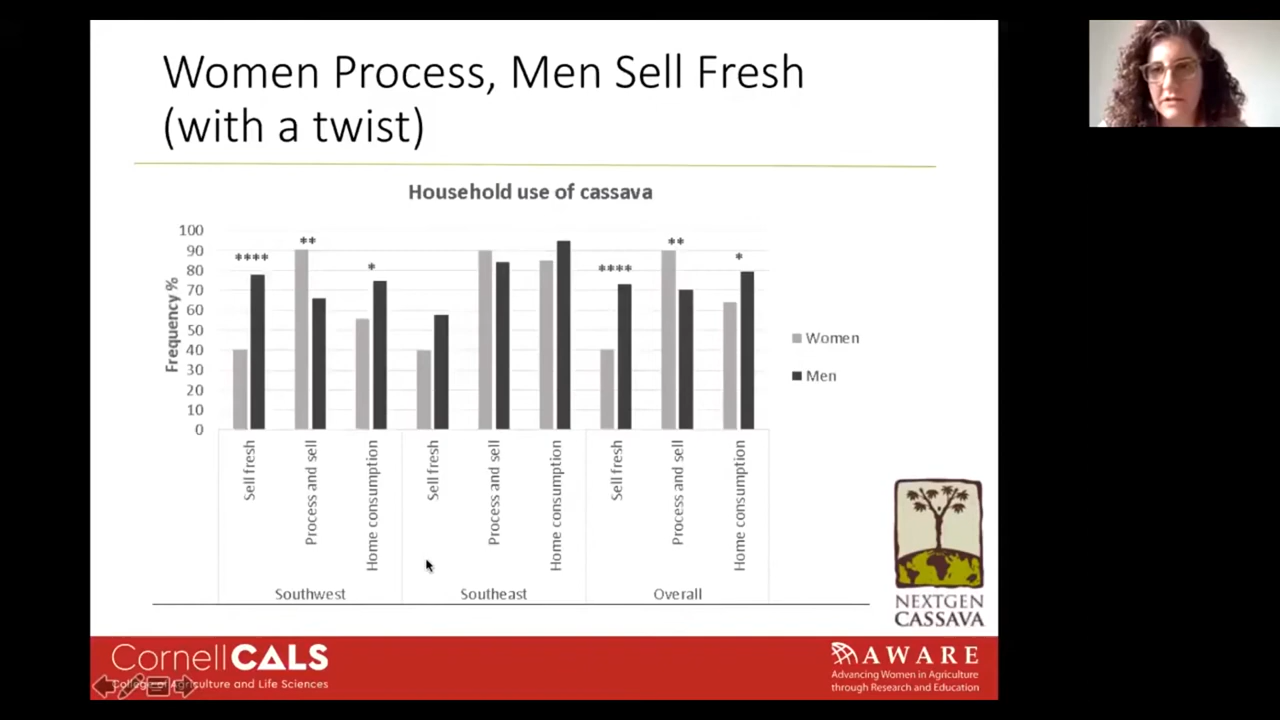 Women Process, Men Sell Fresh
(with a twist)
Household use of cassava
Frequency %
100
90
80
70
60
50
40
30
20
10
0
****
**
*
****
**
*
Women
Men
Sell fresh
Process and sell
Home consumption
Sell fresh
Process and sell
Home consumption
Sell fresh
Process and sell
Home consumption
Southwest
Southeast
Overall
NEXTGEN
CASSAVA
CornellCALS
College of Agriculture and Life Sciences
AWARE
Advancing Women in Agriculture
through Research and Education